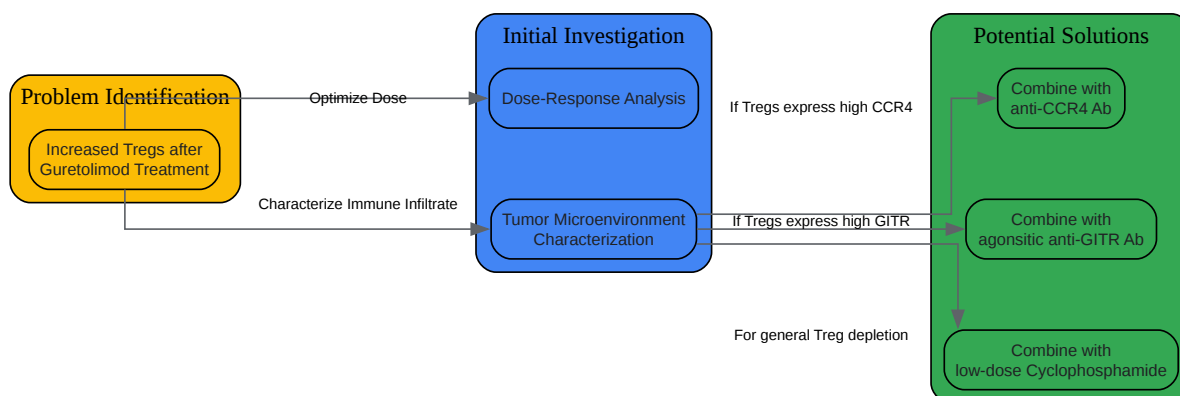 Problem Identification
Increased Tregs after
Guretolimod Treatment
Optimize Dose
Characterize Immune Infiltrate
Initial Investigation
Dose-Response Analysis
Tumor Microenvironment
Characterization
If Tregs express high CCR4
If Tregs express high GITR
For general Treg depletion
Potential Solutions
Combine with
anti-CCR4 Ab
Combine with
agonsitic anti-GITR Ab
Combine with
low-dose Cyclophosphamide